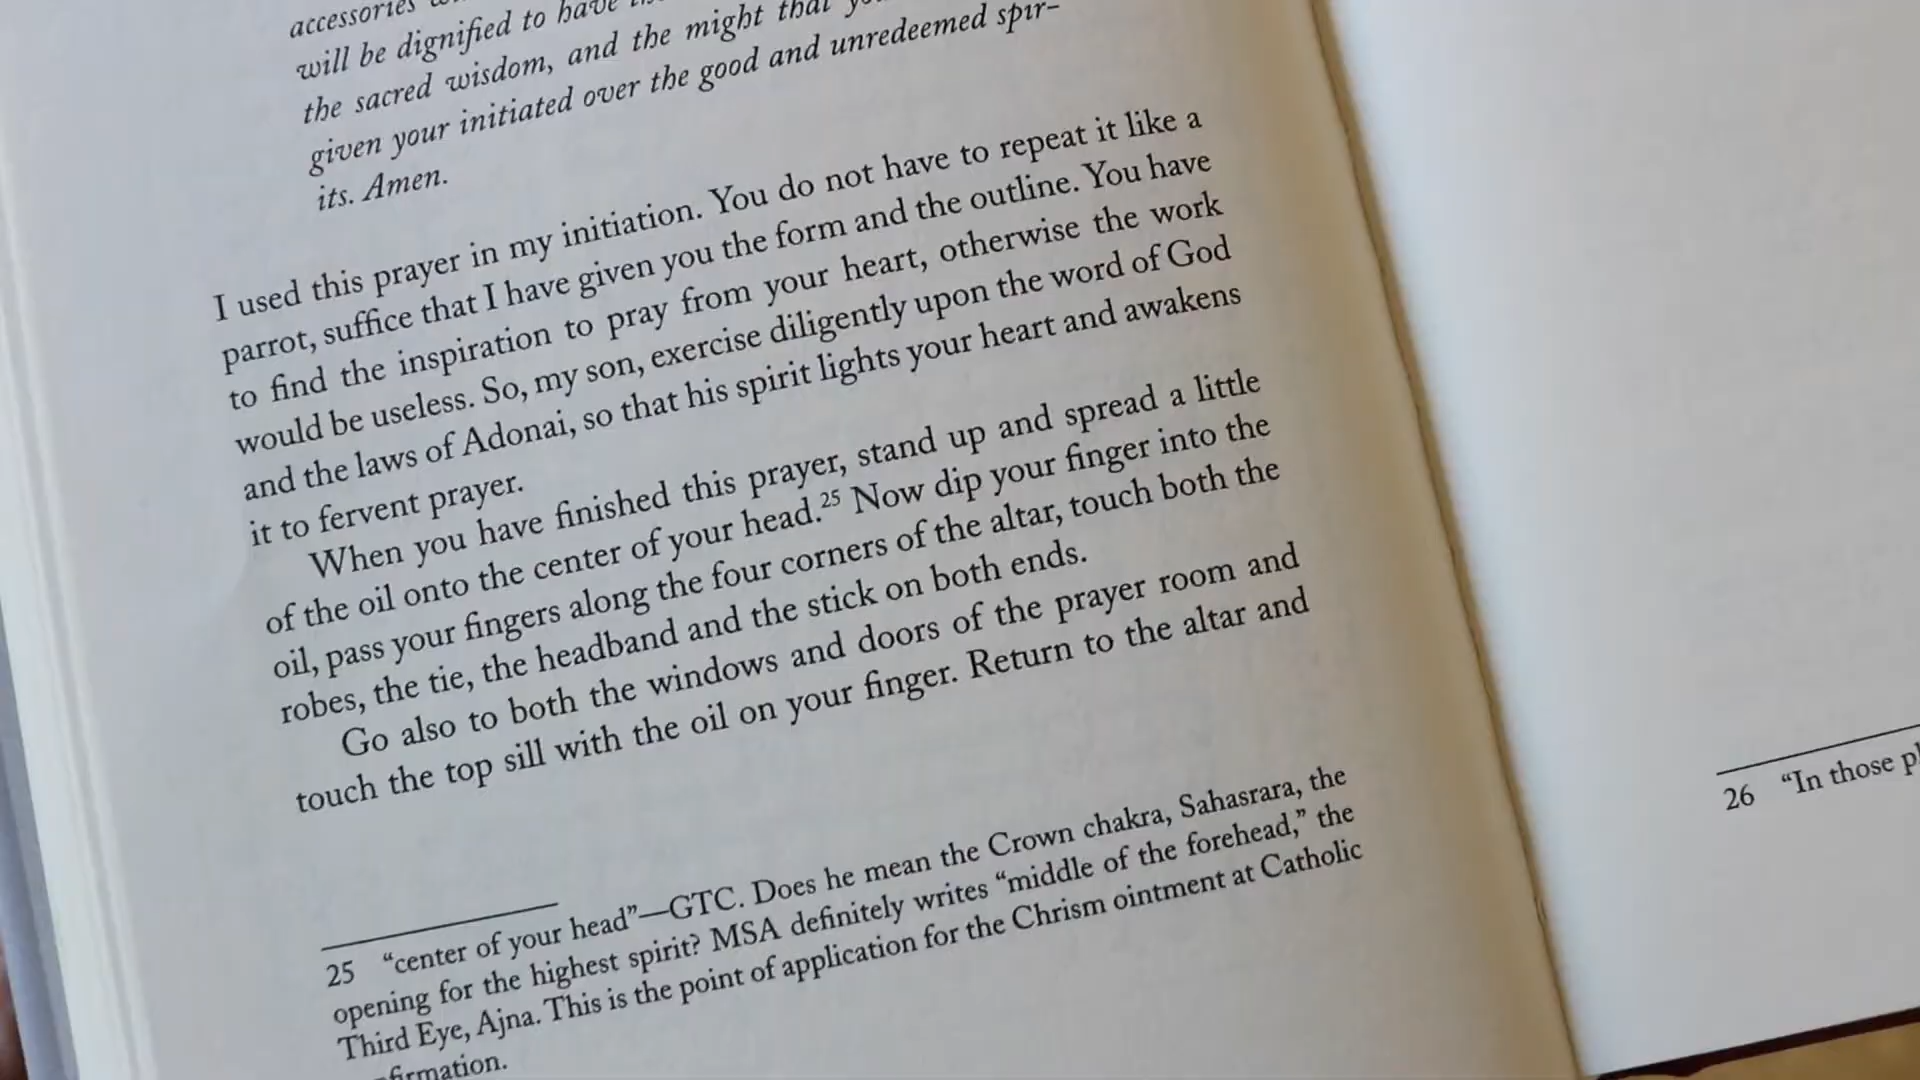 accessories
will be dignified to have
the sacred wisdom, and the might that
given your initiated over the good and unredeemed spir-
its. Amen.
I used this prayer in my initiation. You do not have to repeat it like a
parrot, suffice that I have given you the form and the outline. You have
to find the inspiration to pray from your heart, otherwise the work
would be useless. So, my son, exercise diligently upon the word of God
and the laws of Adonai, so that his spirit lights your heart and awakens
it to fervent prayer.
When you have finished this prayer, stand up and spread a little
of the oil onto the center of your head.25 Now dip your finger into the
oil, pass your fingers along the four corners of the altar, touch both the
robes, the tie, the headband and the stick on both ends.
Go also to both the windows and doors of the prayer room and
touch the top sill with the oil on your finger. Return to the altar and
25 “center of your head”—GTC. Does he mean the Crown chakra, Sahasrara, the
opening for the highest spirit? MSA definitely writes “middle of the forehead,” the
Third Eye, Ajna. This is the point of application for the Chrism ointment at Catholic
firmation.
26 “In those